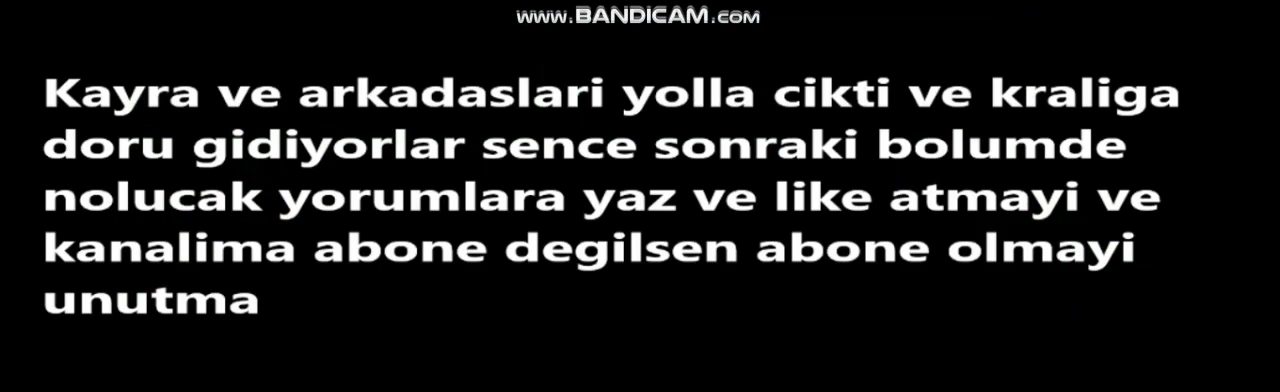 www.BANDICAM.com
Kayra ve arkadaslari yolla cikti ve kraliga
doru gidiyorlar sence sonraki bolumde
nolucak yorumlara yaz ve like atmayi ve
kanalima abone degilsen abone olmayi
unutma